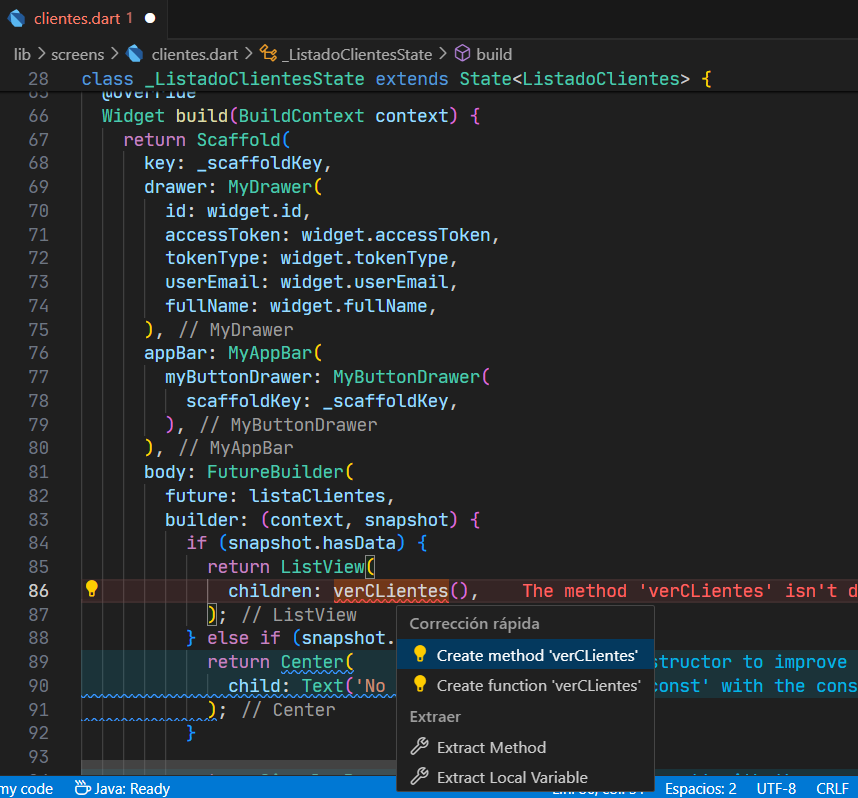 clientes.dart 1
lib > screens > clientes.dart > _ListadoClientesState > build
28 class _ListadoClientesState extends State<ListadoClientes> {
65 @override
66 Widget build(BuildContext context) {
67 return Scaffold(
68 key: _scaffoldKey,
69 drawer: MyDrawer(
70 id: widget.id,
71 accessToken: widget.accessToken,
72 tokenType: widget.tokenType,
73 userEmail: widget.userEmail,
74 fullName: widget.fullName,
75 ), // MyDrawer
76 appBar: MyAppBar(
77 myButtonDrawer: MyButtonDrawer(
78 scaffoldKey: _scaffoldKey,
79 ), // MyButtonDrawer
80 ), // MyAppBar
81 body: FutureBuilder(
82 future: listaClientes,
83 builder: (context, snapshot) {
84 if (snapshot.hasData) {
85 return ListView(
86 children: verCLientes(), The method 'verCLientes' isn't d
87 ); // ListView
88 } else if (snapshot.
89 return Center( structor to improve
90 child: Text('No const' with the cons
91 ); // Center
92 }
93
Corrección rápida
Create method 'verCLientes'
Create function 'verCLientes'
Extraer
Extract Method
Extract Local Variable
my code Java: Ready Espacios: 2 UTF-8 CRLF